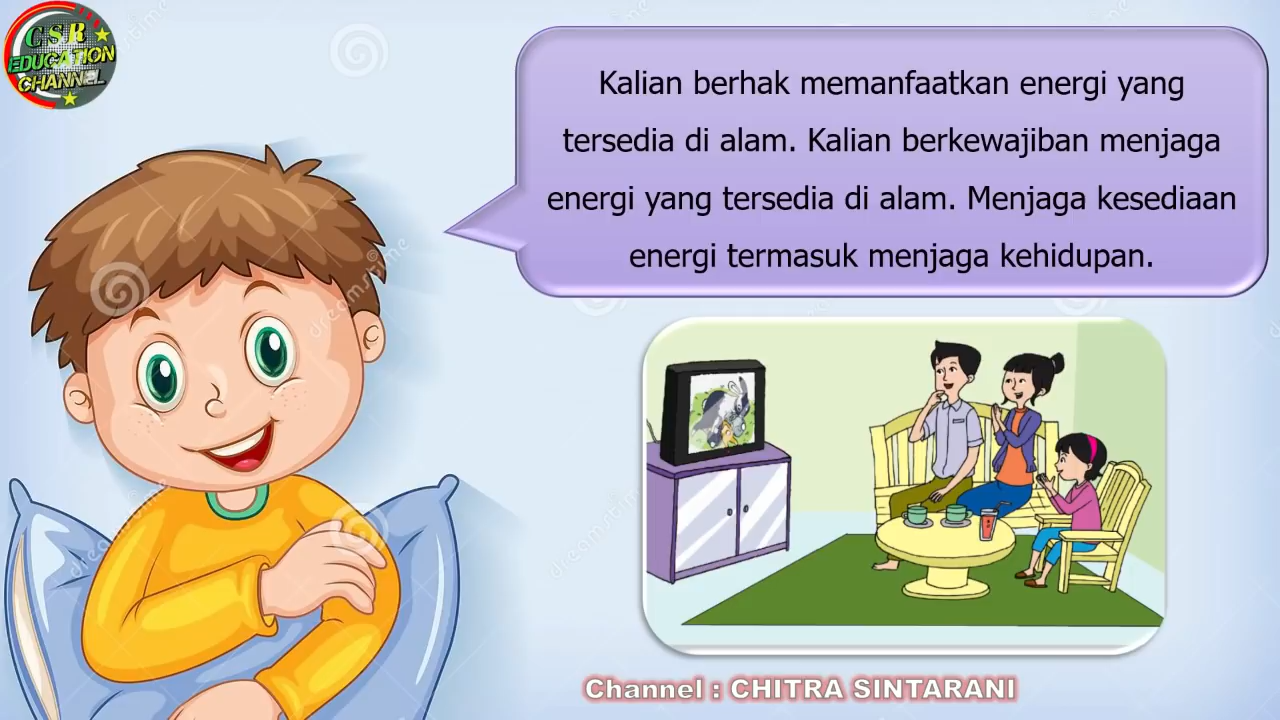 CSR
EDUCATION
CHANNEL
Kalian berhak memanfaatkan energi yang
tersedia di alam. Kalian berkewajiban menjaga
energi yang tersedia di alam. Menjaga kesediaan
energi termasuk menjaga kehidupan.
dreamstime
Channel : CHITRA SINTARANI